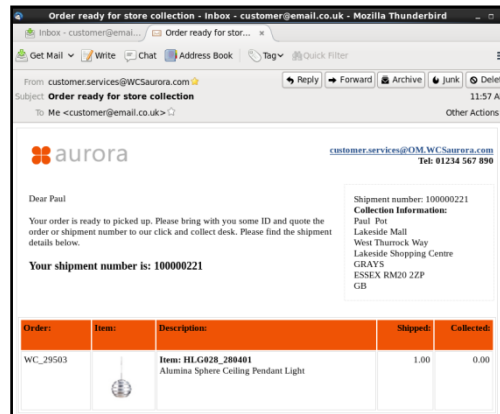 Order ready for store collection - Inbox - customer@email.co.uk - Mozilla Thunderbird
Inbox - customer@emai...
Order ready for stor...
Get Mail
Write
Chat
Address Book
Tag
Quick Filter
From customer.services@WCSaurora.com
Reply
Forward
Archive
Junk
Dele
Subject Order ready for store collection
11:57 A
To Me <customer@email.co.uk>
Other Actions
aurora
customer.services@OM.WCSaurora.com
Tel: 01234 567 890
Dear Paul
Your order is ready to picked up. Please bring with you some ID and quote the
order or shipment number to our click and collect desk. Please find the shipment
details below.
Your shipment number is: 100000221
Shipment number: 100000221
Collection Information:
Paul Pot
Lakeside Mall
West Thurrock Way
Lakeside Shopping Centre
GRAYS
ESSEX RM20 2ZP
GB
Order: Item: Description: Shipped: Collected:
WC_29503 Item: HLG028_280401 1.00 0.00
Alumina Sphere Ceiling Pendant Light